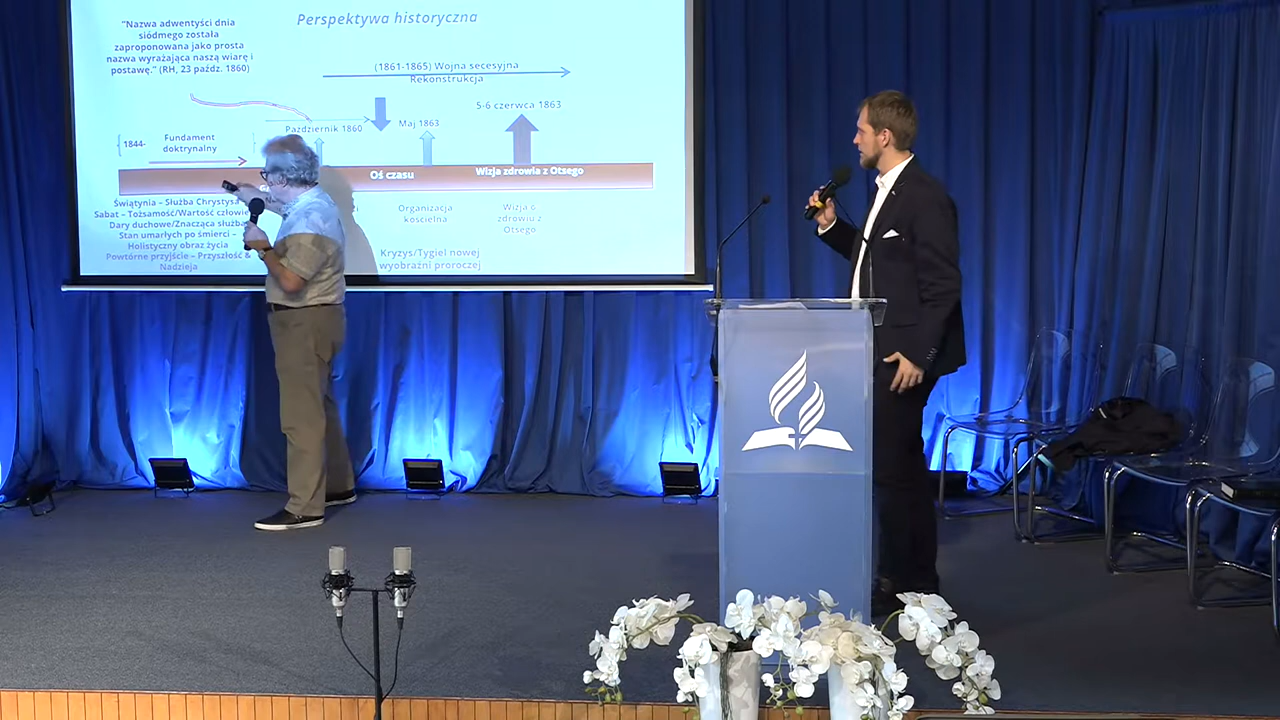 Perspektywa historyczna
"Nazwa adwentyści dnia
siódmego została
zaproponowana jako prosta
nazwa wyrażająca naszą wiarę i
postawę." (RH, 23 paźdz. 1860)
(1861-1865) Wojna secesyjna
Rekonstrukcja
5-6 czerwca 1863
Maj 1863
Październik 1860
1844-
Fundament
doktrynalny
Oś czasu
Wizja zdrowia z Otsego
Świątynia – Służba Chrystusa
Sabat – Tożsamość/Wartość człowie
Dary duchowe/Znacząca służba
Stan umarłych po śmierci –
Holistyczny obraz życia
Powtórne przyjście – Przyszłość &
Nadzieja
Organizacja
kościelna
Wizja o
zdrowiu z
Otsego
Kryzys/Tygiel nowej
wyobraźni proroczej